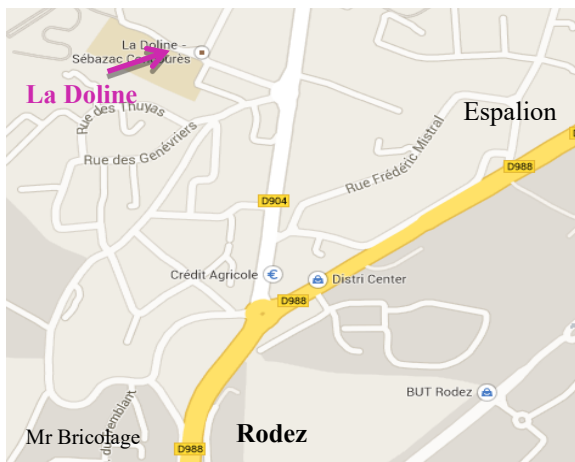 La Doline -
Sébazac Concourès
La Doline
Rue des Thuyas
Espalion
D
Rue des Genévriers
D988
Rue Frédéric Mistral
D904
Crédit Agricole
€
Distri Center
D988
BUT Rodez
Mr Bricolage
Rodez
D988